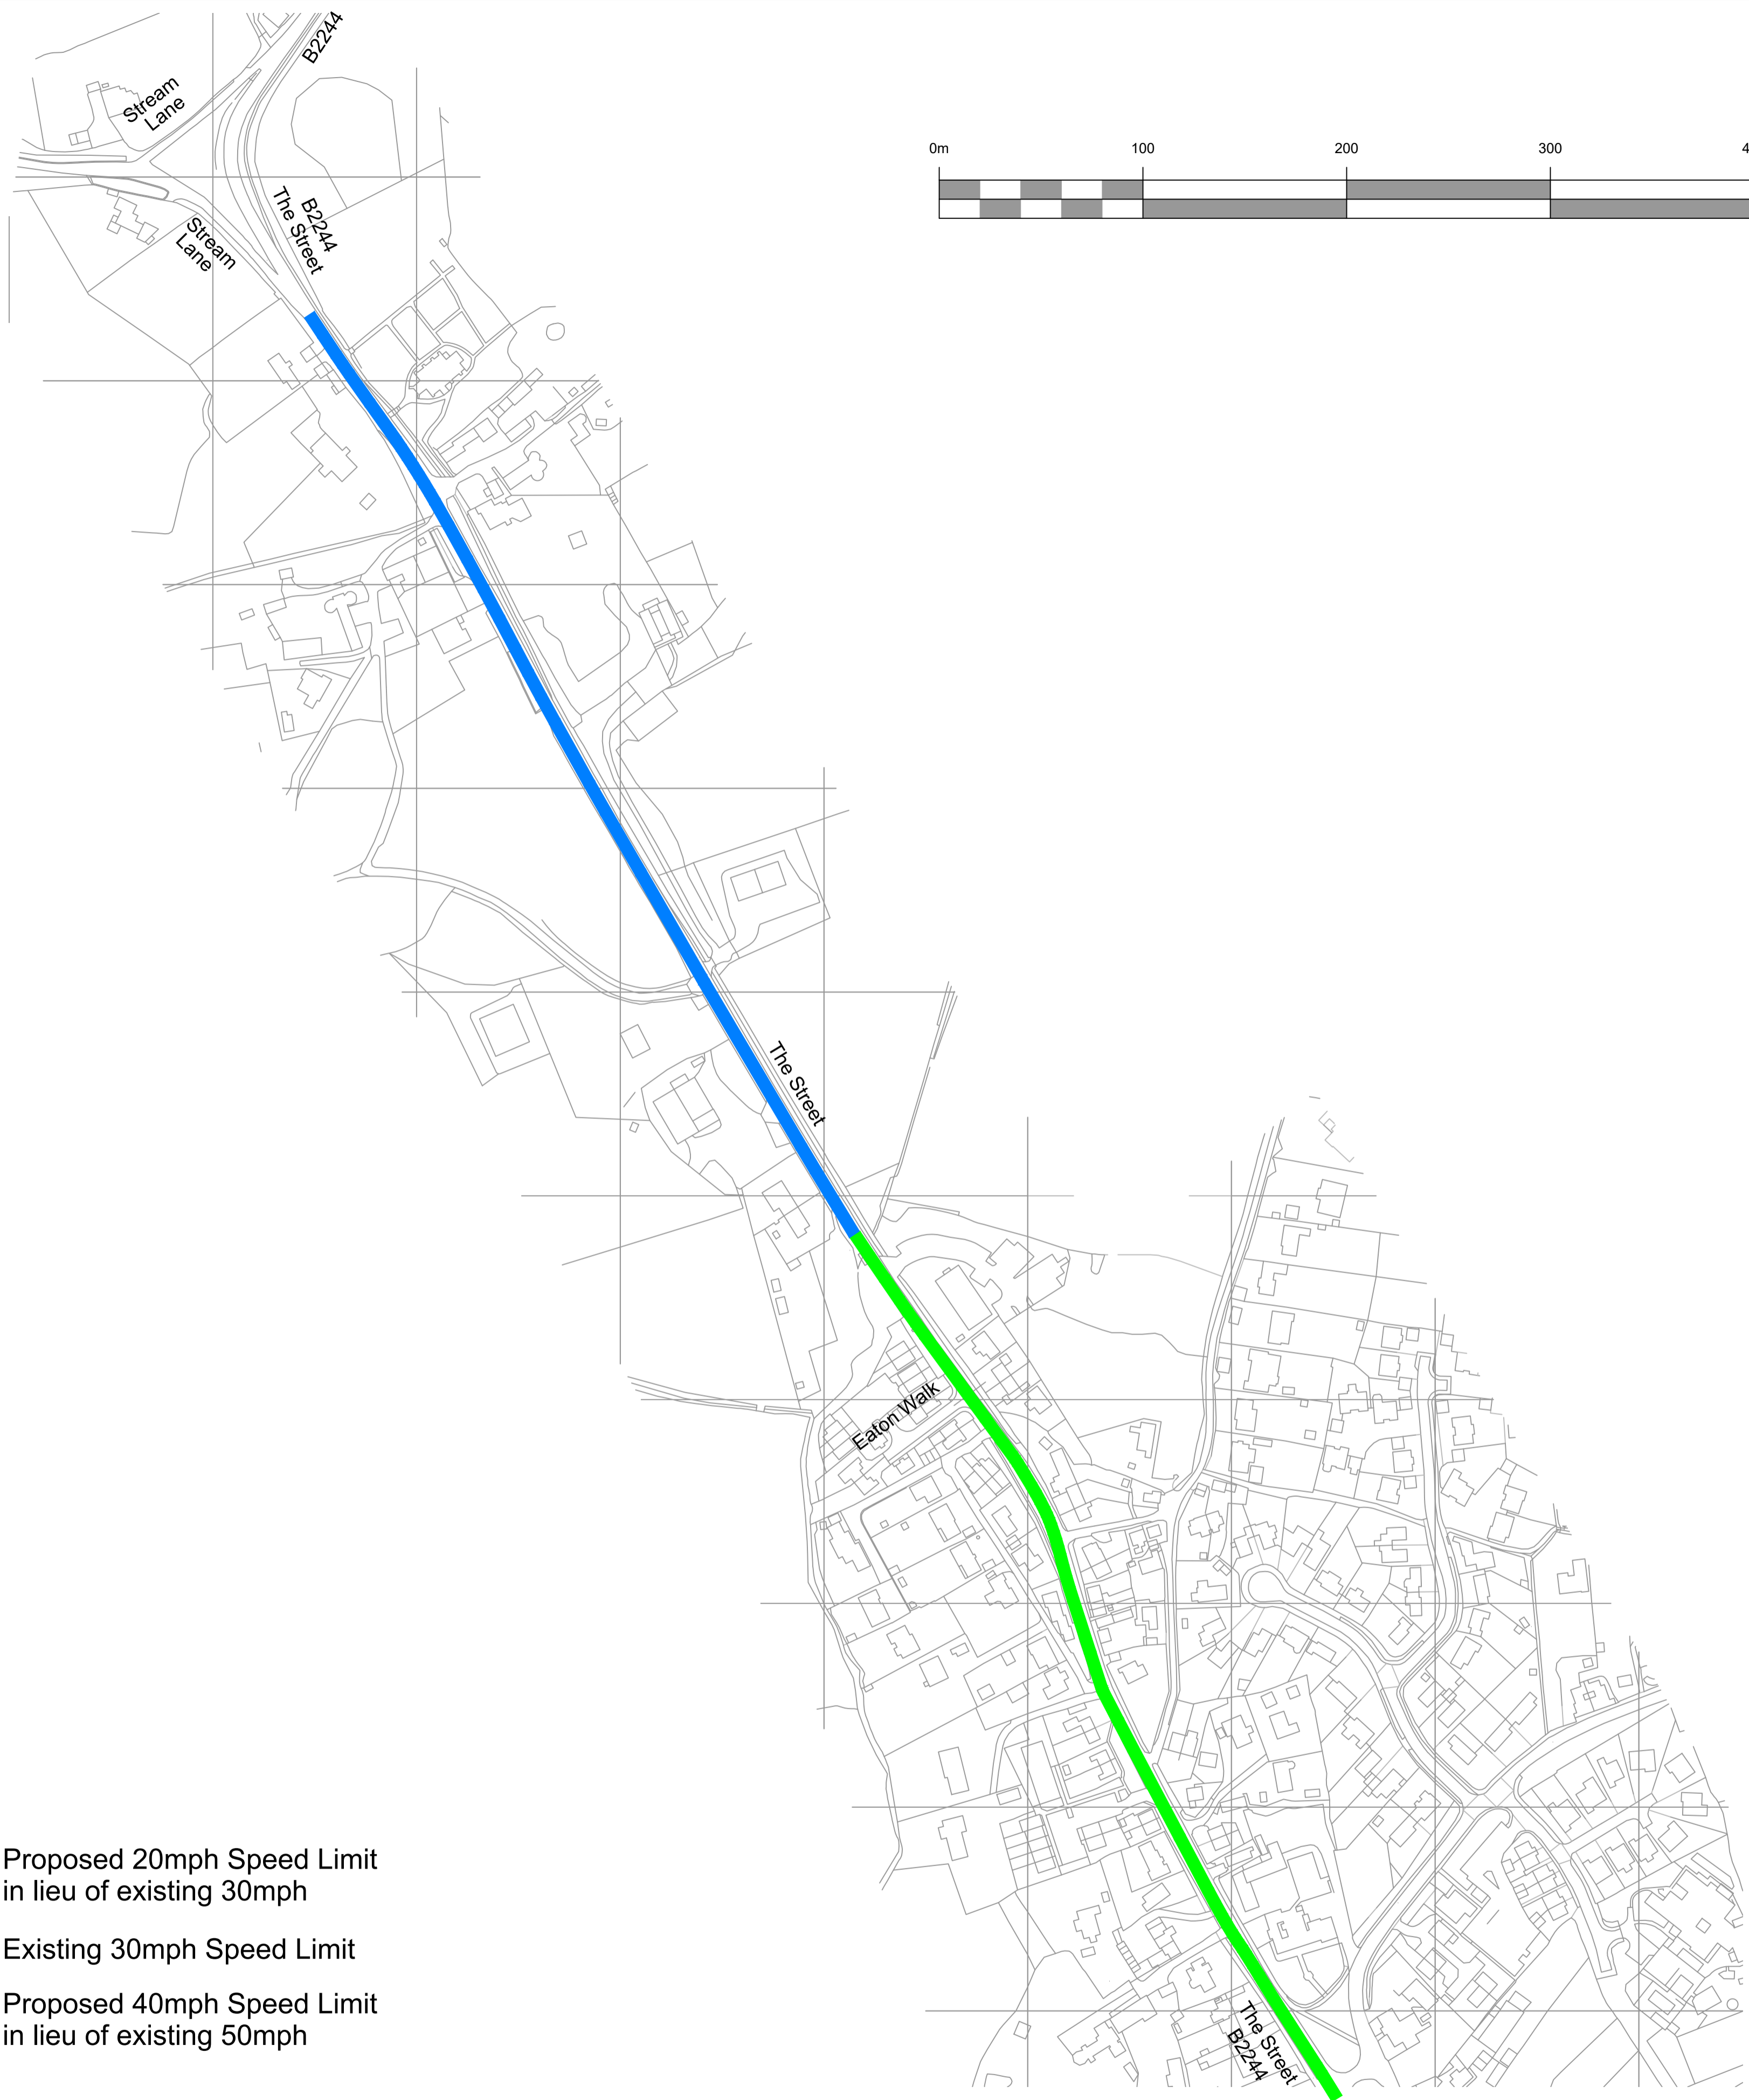 B2244
Stream
Lane
0m 100 200 300 4
B2244
The Street
Stream
Lane
The Street
Eaton Walk
Proposed 20mph Speed Limit
in lieu of existing 30mph
Existing 30mph Speed Limit
Proposed 40mph Speed Limit
in lieu of existing 50mph
The Street
B2244